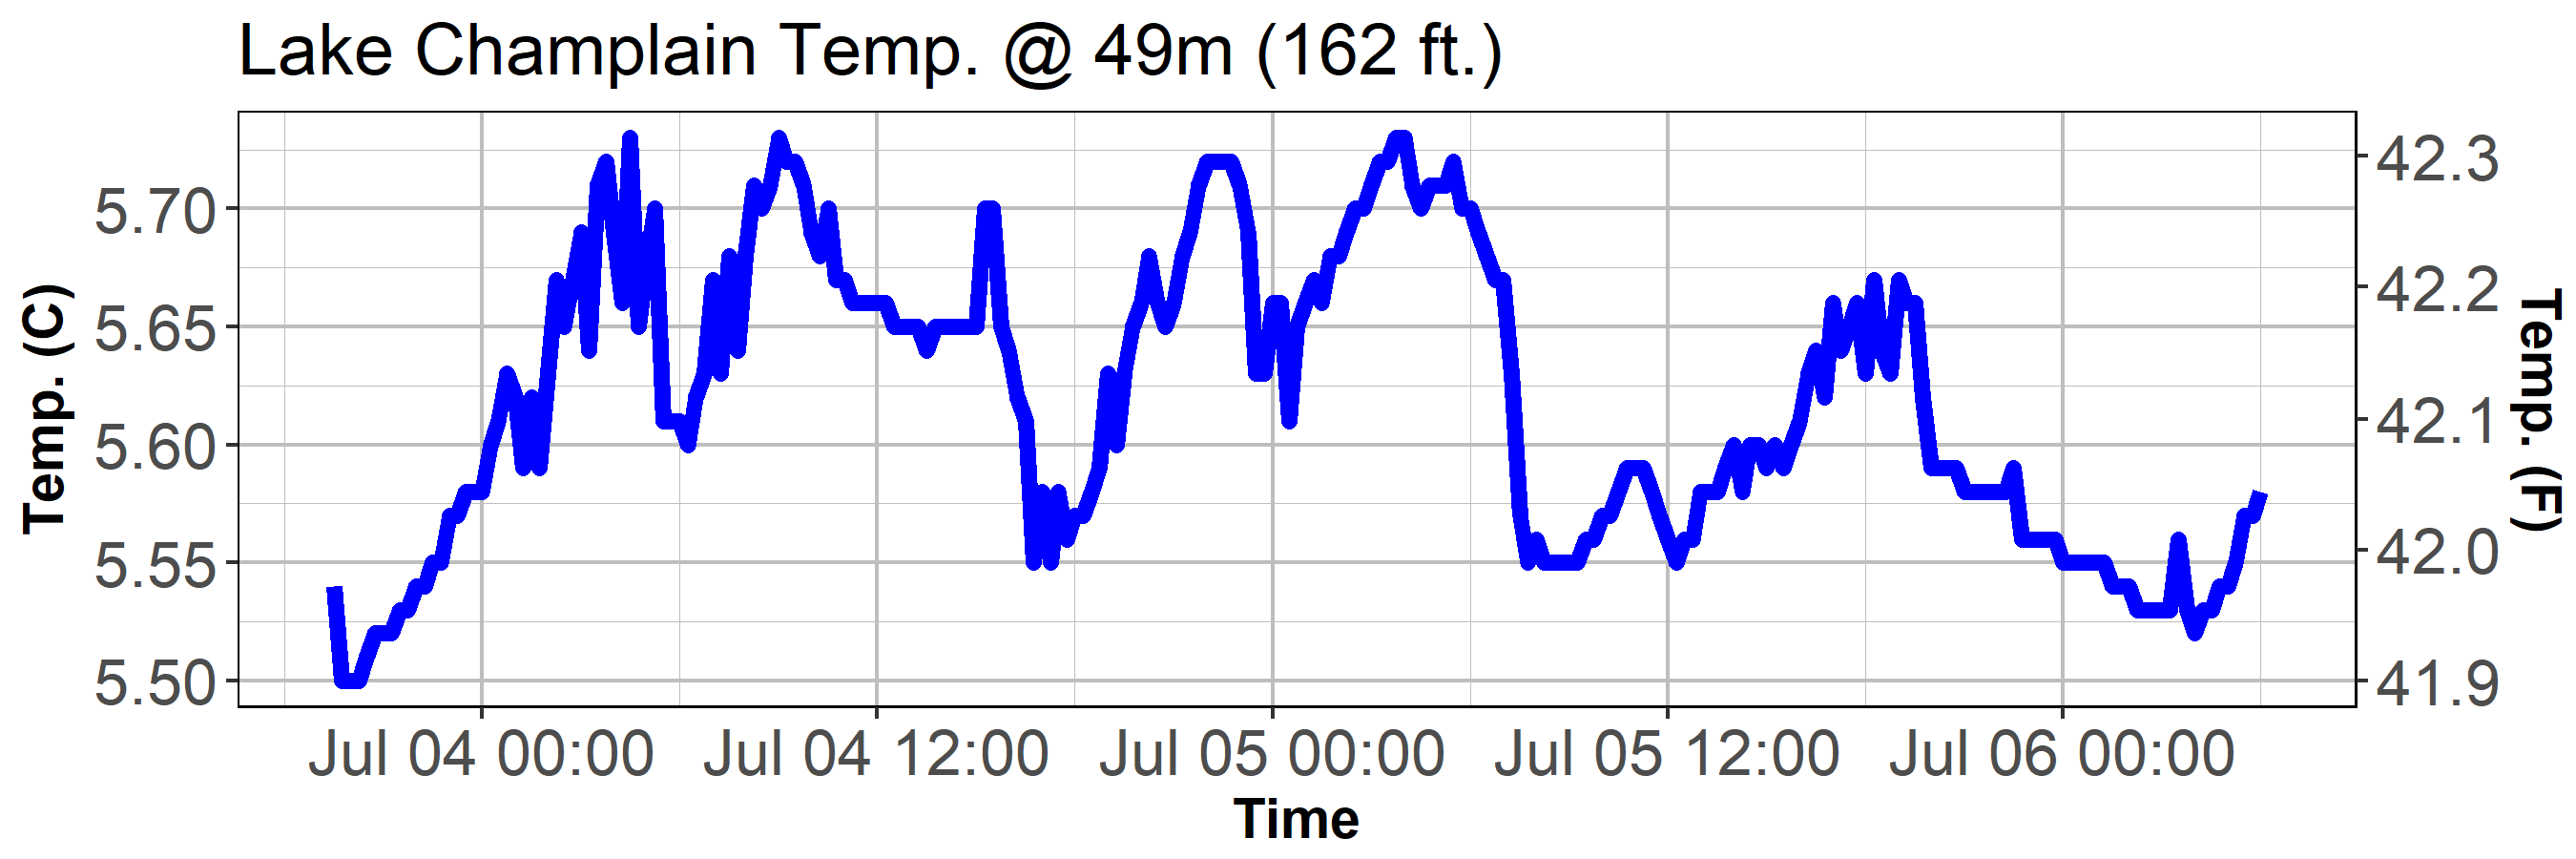 Lake Champlain Temp. @ 49m (162 ft.)
Temp. (C)
5.70
5.65
5.60
5.55
5.50
42.3
42.2
42.1
42.0
41.9
Temp. (F)
Jul 04 00:00
Jul 04 12:00
Jul 05 00:00
Jul 05 12:00
Jul 06 00:00
Time